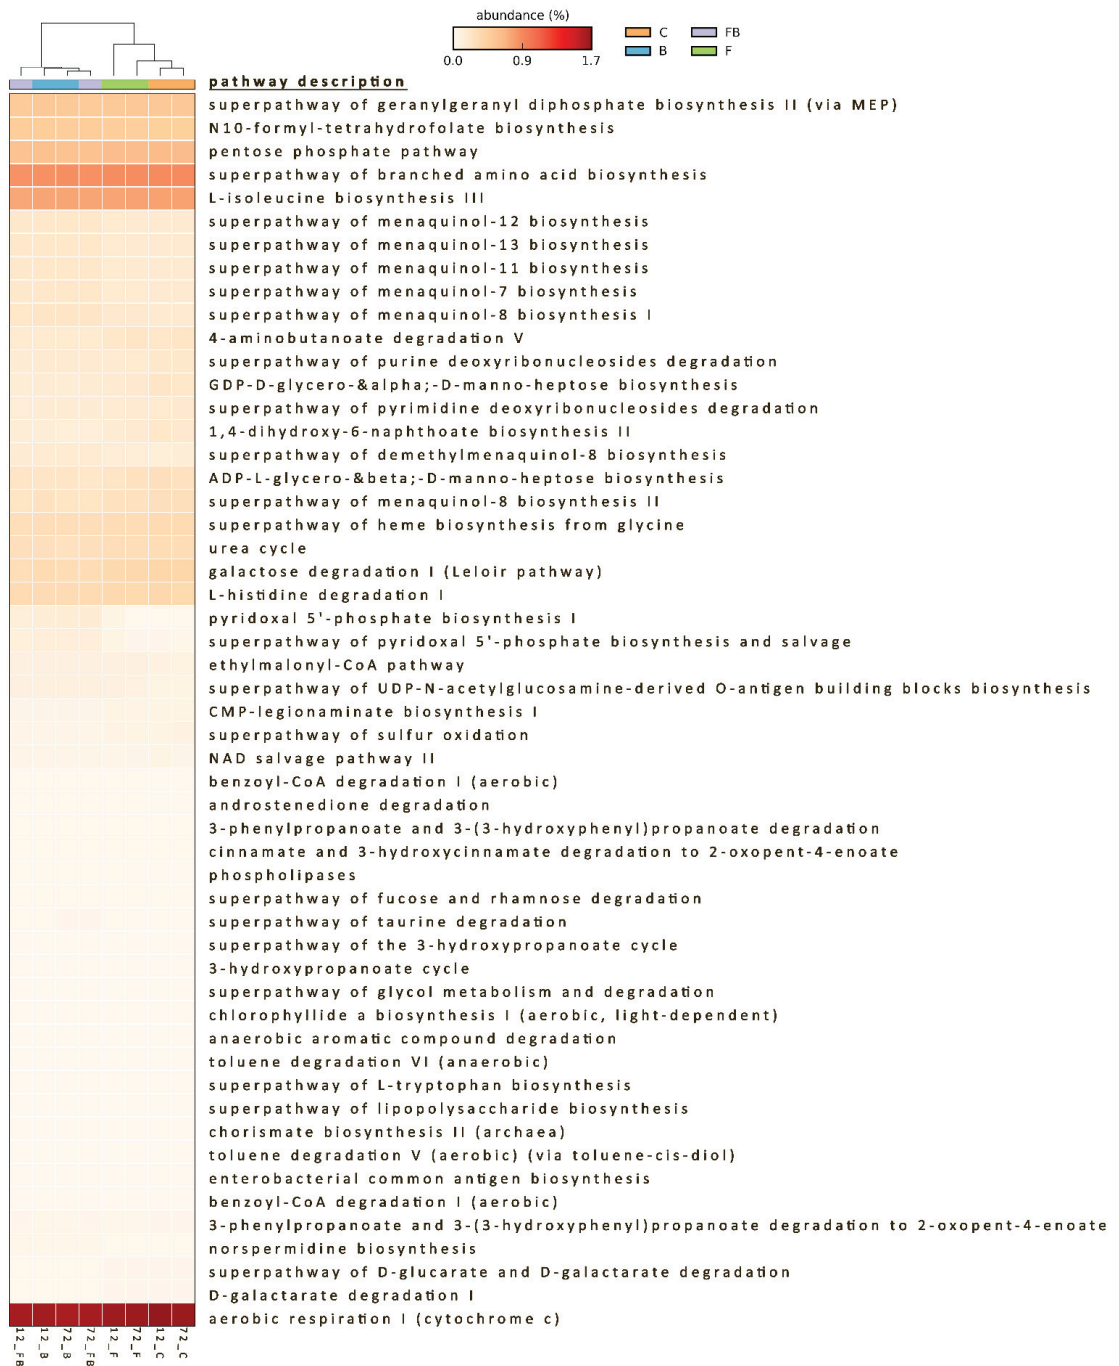 abundance (%)
0.0 0.9 1.7
C FB
B F
pathway description
superpathway of geranylgeranyl diphosphate biosynthesis II (via MEP)
N10-formyl-tetrahydrofolate biosynthesis
pentose phosphate pathway
superpathway of branched amino acid biosynthesis
L-isoleucine biosynthesis III
superpathway of menaquinol-12 biosynthesis
superpathway of menaquinol-13 biosynthesis
superpathway of menaquinol-11 biosynthesis
superpathway of menaquinol-7 biosynthesis
superpathway of menaquinol-8 biosynthesis I
4-aminobutanoate degradation V
superpathway of purine deoxyribonucleosides degradation
GDP-D-glycero-&alpha;-D-manno-heptose biosynthesis
superpathway of pyrimidine deoxyribonucleosides degradation
1,4-dihydroxy-6-naphthoate biosynthesis II
superpathway of demethylmenaquinol-8 biosynthesis
ADP-L-glycero-&beta;-D-manno-heptose biosynthesis
superpathway of menaquinol-8 biosynthesis II
superpathway of heme biosynthesis from glycine
urea cycle
galactose degradation I (Leloir pathway)
L-histidine degradation I
pyridoxal 5'-phosphate biosynthesis I
superpathway of pyridoxal 5'-phosphate biosynthesis and salvage
ethylmalonyl-CoA pathway
superpathway of UDP-N-acetylglucosamine-derived O-antigen building blocks biosynthesis
CMP-legionaminate biosynthesis I
superpathway of sulfur oxidation
NAD salvage pathway II
benzoyl-CoA degradation I (aerobic)
androstenedione degradation
3-phenylpropanoate and 3-(3-hydroxyphenyl)propanoate degradation
cinnamate and 3-hydroxycinnamate degradation to 2-oxopent-4-enoate
phospholipases
superpathway of fucose and rhamnose degradation
superpathway of taurine degradation
superpathway of the 3-hydroxypropanoate cycle
3-hydroxypropanoate cycle
superpathway of glycol metabolism and degradation
chlorophyllide a biosynthesis I (aerobic, light-dependent)
anaerobic aromatic compound degradation
toluene degradation VI (anaerobic)
superpathway of L-tryptophan biosynthesis
superpathway of lipopolysaccharide biosynthesis
chorismate biosynthesis II (archaea)
toluene degradation V (aerobic) (via toluene-cis-diol)
enterobacterial common antigen biosynthesis
benzoyl-CoA degradation I (aerobic)
3-phenylpropanoate and 3-(3-hydroxyphenyl)propanoate degradation to 2-oxopent-4-enoate
norspermidine biosynthesis
superpathway of D-glucarate and D-galactarate degradation
D-galactarate degradation I
aerobic respiration I (cytochrome c)
12_FB
12_B
72_B
72_FB
12_F
72_F
12_C
72_C